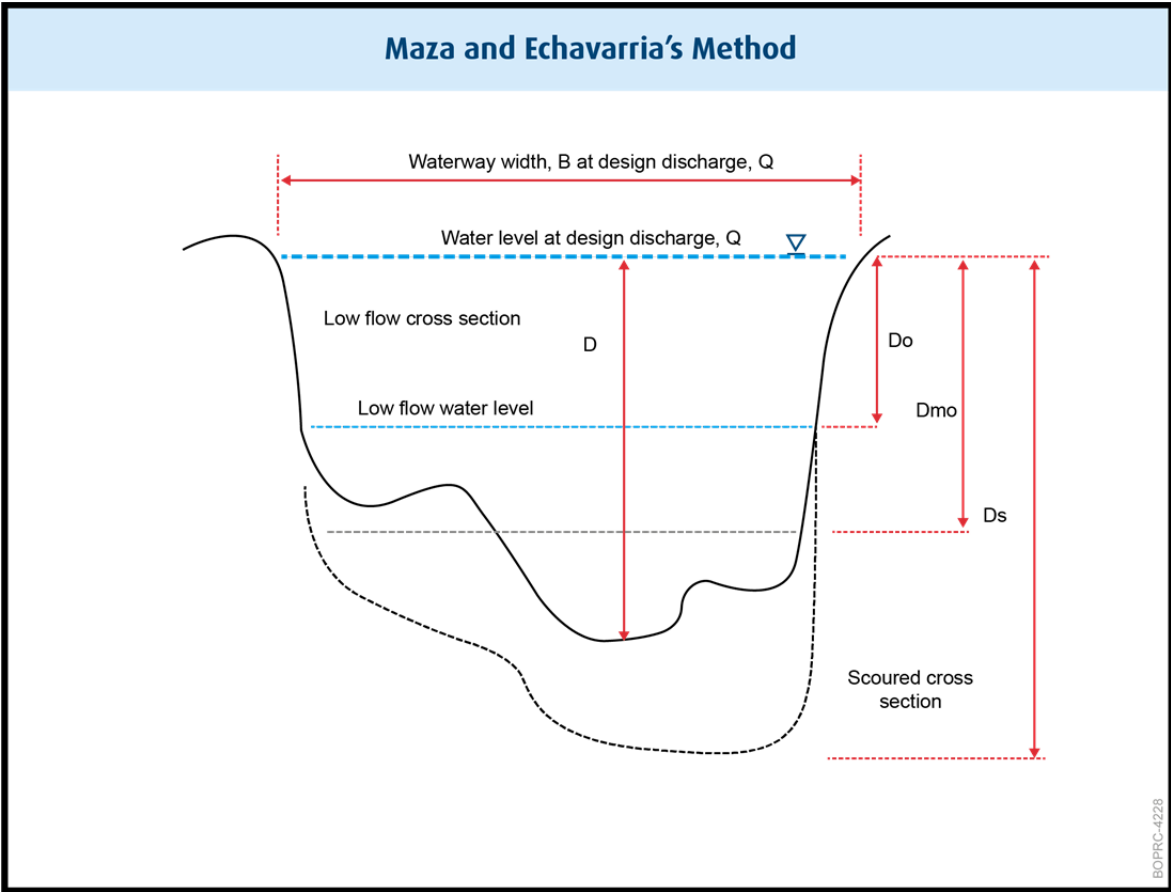 Maza and Echavarria's Method
Waterway width, B at design discharge, Q
Water level at design discharge, Q
Low flow cross section
D
Do
Low flow water level
Dmo
Ds
Scoured cross
section
BOPRC-4228